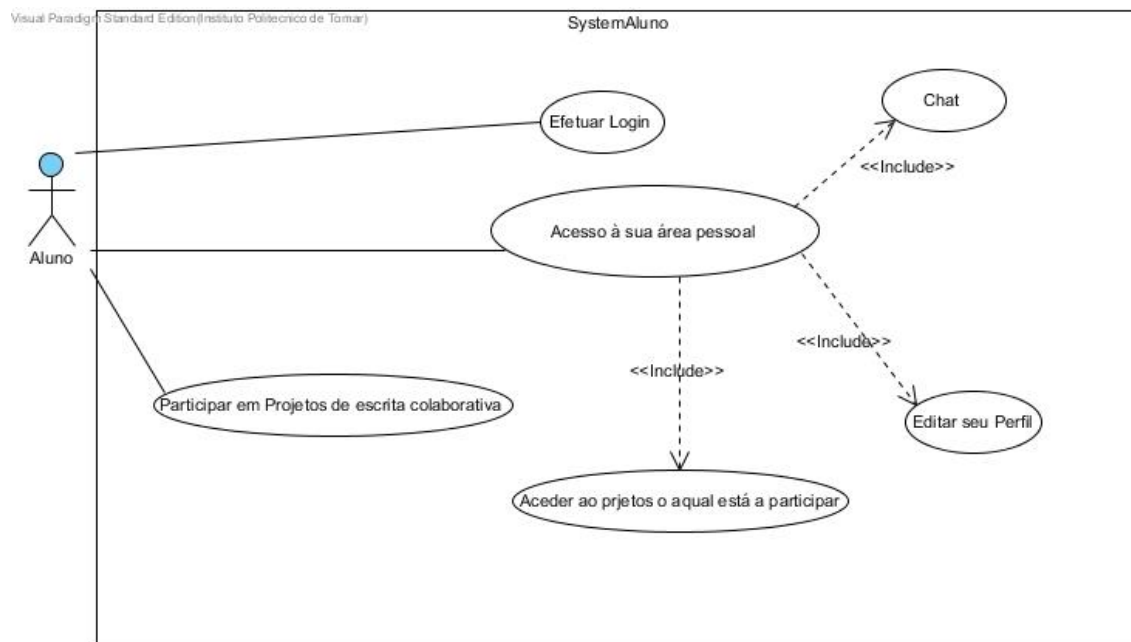 Visual Paradigm Standard Edition(Instituto Politecnico de Tomar)
SystemAluno
Chat
Efetuar Login
<<Include>>
Acesso à sua área pessoal
Aluno
<<Include>>
<<Include>>
Participar em Projetos de escrita colaborativa
Editar seu Perfil
Aceder ao prjetos o aqual está a participar